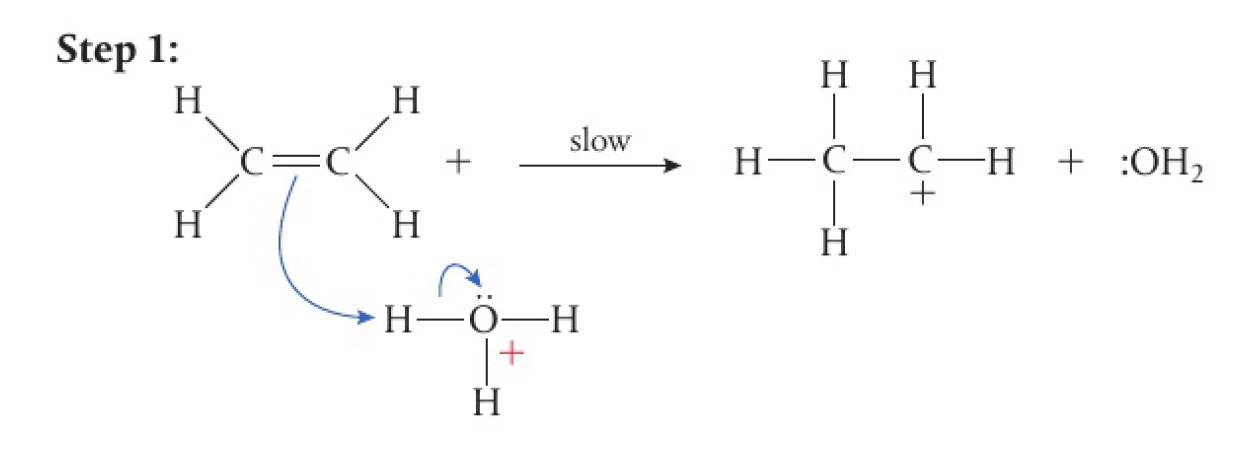 Step 1:
H H H H
slow
C=C + H—C—C—H + :OH₂
+
H H H
H—Ö—H
+
H